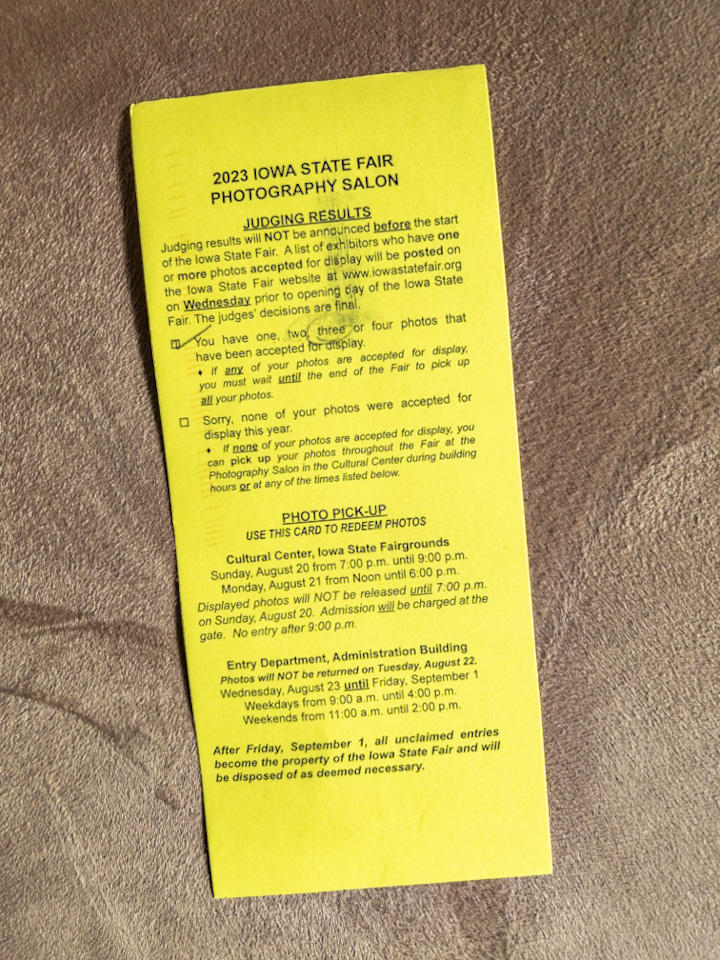 2023 IOWA STATE FAIR
PHOTOGRAPHY SALON
JUDGING RESULTS
Judging results will NOT be announced before the start
of the Iowa State Fair. A list of exhibitors who have one
or more photos accepted for display will be posted on
the Iowa State Fair website at www.iowastatefair.org
on Wednesday prior to opening day of the Iowa State
Fair. The judges' decisions are final.
You have one, two, three or four photos that
have been accepted for display.
♦ If any of your photos are accepted for display,
you must wait until the end of the Fair to pick up
all your photos.
☐ Sorry, none of your photos were accepted for
display this year.
♦ If none of your photos are accepted for display, you
can pick up your photos throughout the Fair at the
Photography Salon in the Cultural Center during building
hours or at any of the times listed below.
PHOTO PICK-UP
USE THIS CARD TO REDEEM PHOTOS
Cultural Center, Iowa State Fairgrounds
Sunday, August 20 from 7:00 p.m. until 9:00 p.m.
Monday, August 21 from Noon until 6:00 p.m.
Displayed photos will NOT be released until 7:00 p.m.
on Sunday, August 20. Admission will be charged at the
gate. No entry after 9:00 p.m.
Entry Department, Administration Building
Photos will NOT be returned on Tuesday, August 22.
Wednesday, August 23 until Friday, September 1
Weekdays from 9:00 a.m. until 4:00 p.m.
Weekends from 11:00 a.m. until 2:00 p.m.
After Friday, September 1, all unclaimed entries
become the property of the Iowa State Fair and will
be disposed of as deemed necessary.